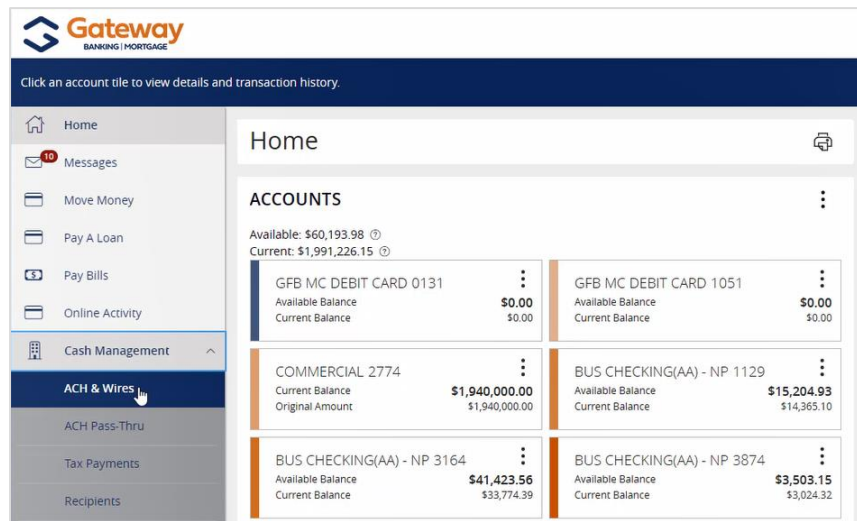 Gateway
BANKING | MORTGAGE
Click an account tile to view details and transaction history.
Home
10
Messages
Move Money
Pay A Loan
Pay Bills
Online Activity
Cash Management
ACH & Wires
ACH Pass-Thru
Tax Payments
Recipients
Home
ACCOUNTS
Available: $60,193.98 ?
Current: $1,991,226.15 ?
GFB MC DEBIT CARD 0131
Available Balance $0.00
Current Balance $0.00
GFB MC DEBIT CARD 1051
Available Balance $0.00
Current Balance $0.00
COMMERCIAL 2774
Current Balance $1,940,000.00
Original Amount $1,940,000.00
BUS CHECKING(AA) - NP 1129
Available Balance $15,204.93
Current Balance $14,365.10
BUS CHECKING(AA) - NP 3164
Available Balance $41,423.56
Current Balance $33,774.39
BUS CHECKING(AA) - NP 3874
Available Balance $3,503.15
Current Balance $3,024.32